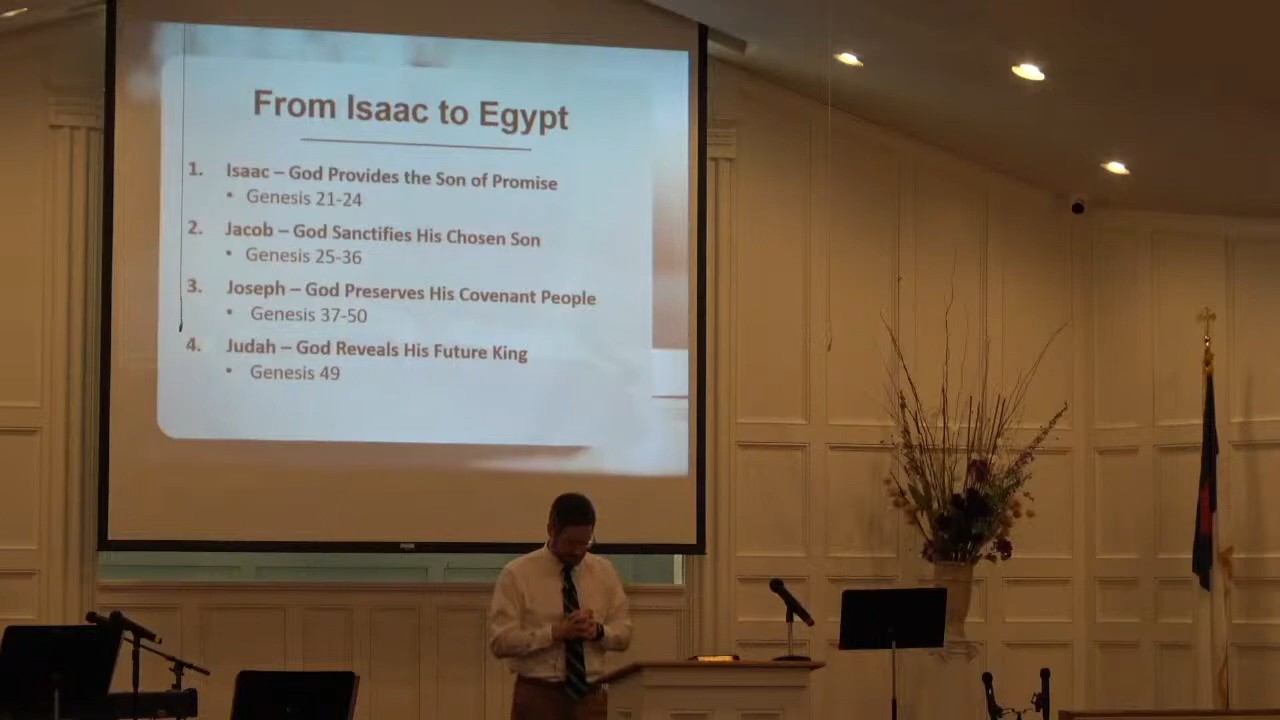 From Isaac to Egypt
1. Isaac – God Provides the Son of Promise
• Genesis 21-24
2. Jacob – God Sanctifies His Chosen Son
• Genesis 25-36
3. Joseph – God Preserves His Covenant People
• Genesis 37-50
4. Judah – God Reveals His Future King
• Genesis 49